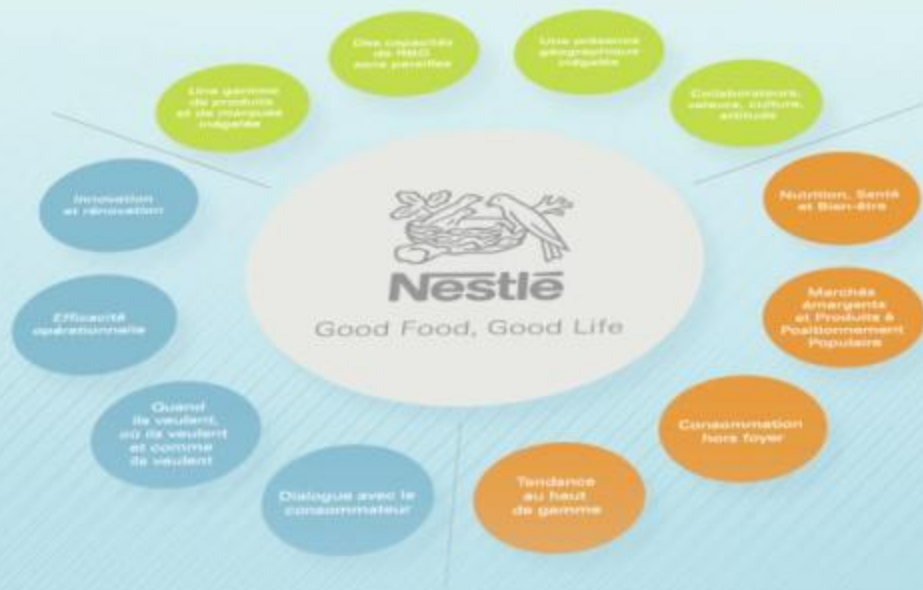 Des capacités
de R&D
sans pareilles
Une présence
géographique
inégalée
Une gamme
de produits
et de marques
inégalée
Collaborateurs,
valeurs, culture,
attitude
Innovation
et rénovation
Nutrition, Santé
et Bien-être
Nestlé
Good Food, Good Life
Efficacité
opérationnelle
Marchés
émergents
et Produits à
Positionnement
Populaire
Quand
ils veulent,
où ils veulent
et comme
ils veulent
Consommation
hors foyer
Dialogue avec le
consommateur
Tendance
au haut
de gamme